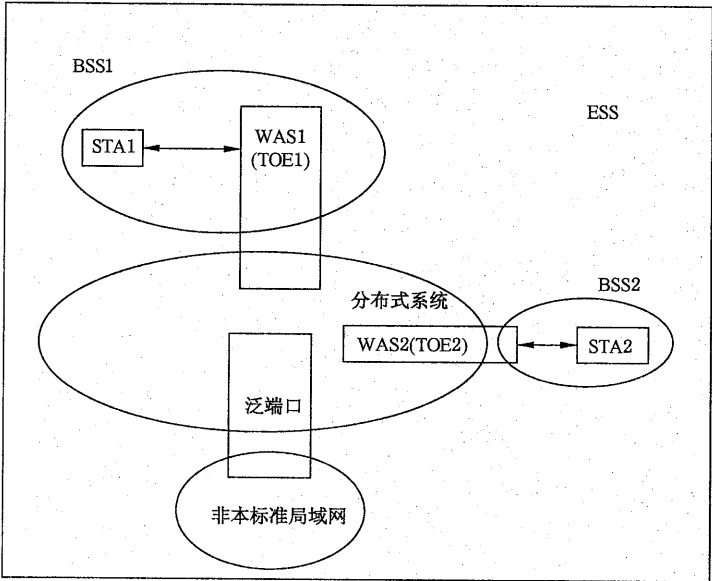 BSS1
ESS
STA1
WAS1
(TOE1)
分布式系统
BSS2
WAS2(TOE2)
STA2
泛端口
非本标准局域网